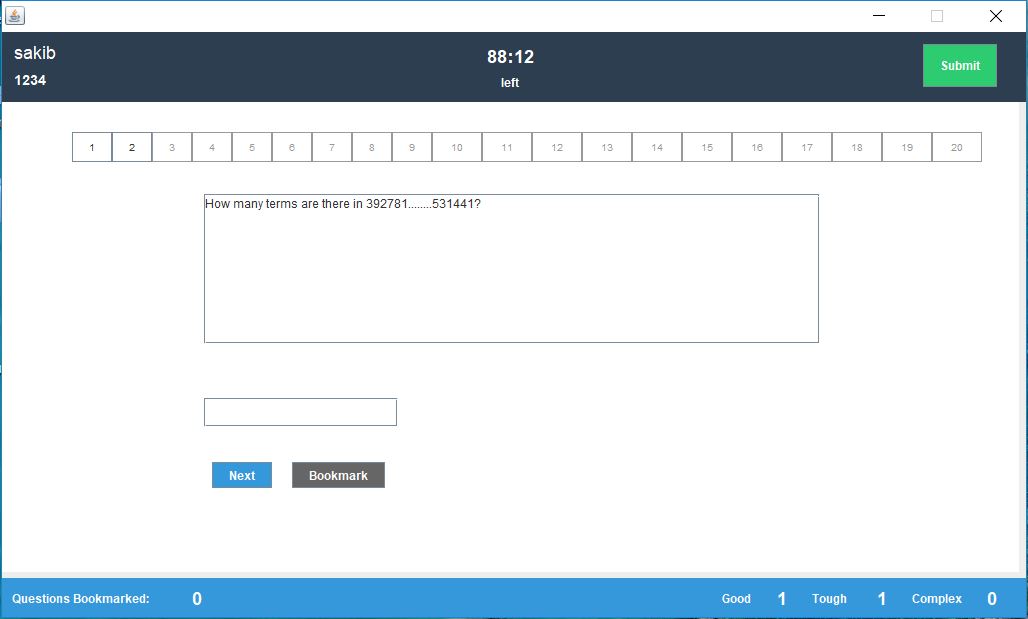 sakib
1234
88:12
left
Submit
1 2 3 4 5 6 7 8 9 10 11 12 13 14 15 16 17 18 19 20
How many terms are there in 392781........531441?
Next Bookmark
Questions Bookmarked: 0 Good 1 Tough 1 Complex 0